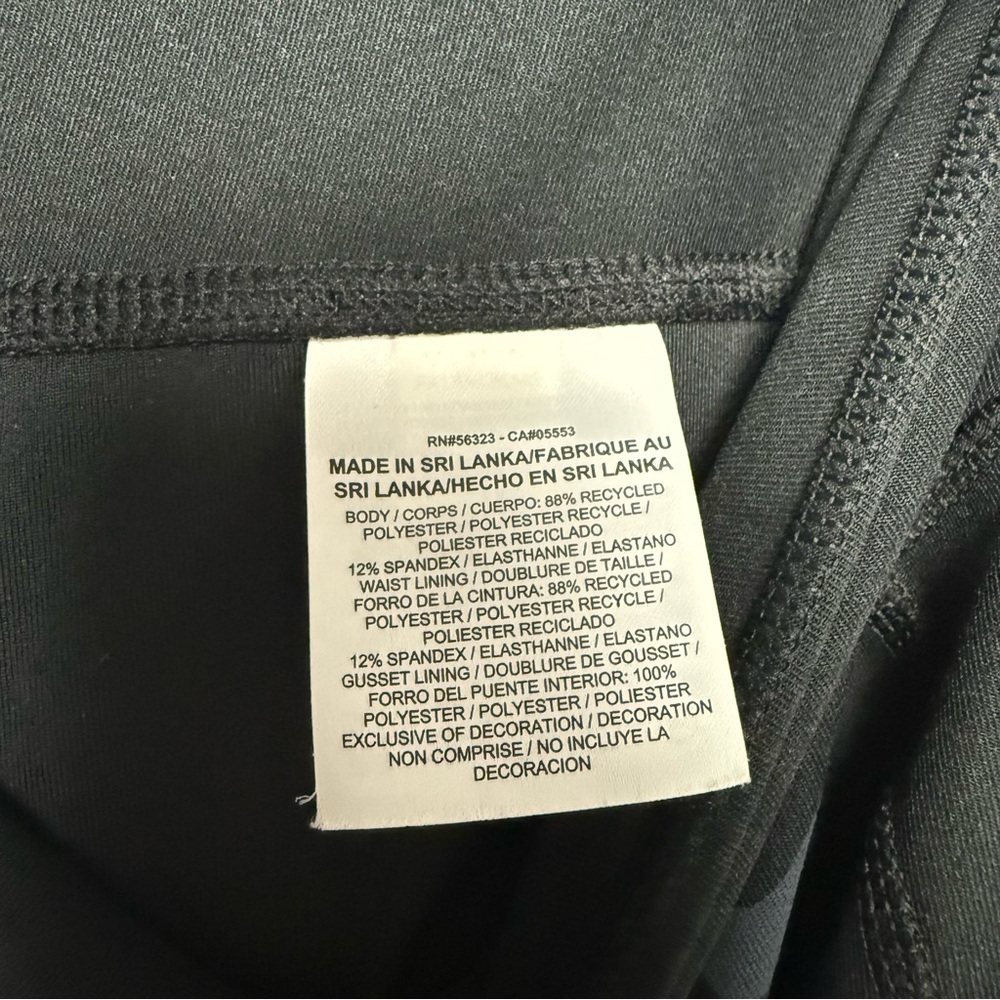 RN#56323 - CA#05553
MADE IN SRI LANKA/FABRIQUE AU
SRI LANKA/HECHO EN SRI LANKA
BODY / CORPS / CUERPO: 88% RECYCLED
POLYESTER / POLYESTER RECYCLE /
POLIESTER RECICLADO
12% SPANDEX / ELASTHANNE / ELASTANO
WAIST LINING / DOUBLURE DE TAILLE /
FORRO DE LA CINTURA: 88% RECYCLED
POLYESTER / POLYESTER RECYCLE /
POLIESTER RECICLADO
12% SPANDEX / ELASTHANNE / ELASTANO
GUSSET LINING / DOUBLURE DE GOUSSET /
FORRO DEL PUENTE INTERIOR: 100%
POLYESTER / POLYESTER / POLIESTER
EXCLUSIVE OF DECORATION / DECORATION
NON COMPRISE / NO INCLUYE LA
DECORACION